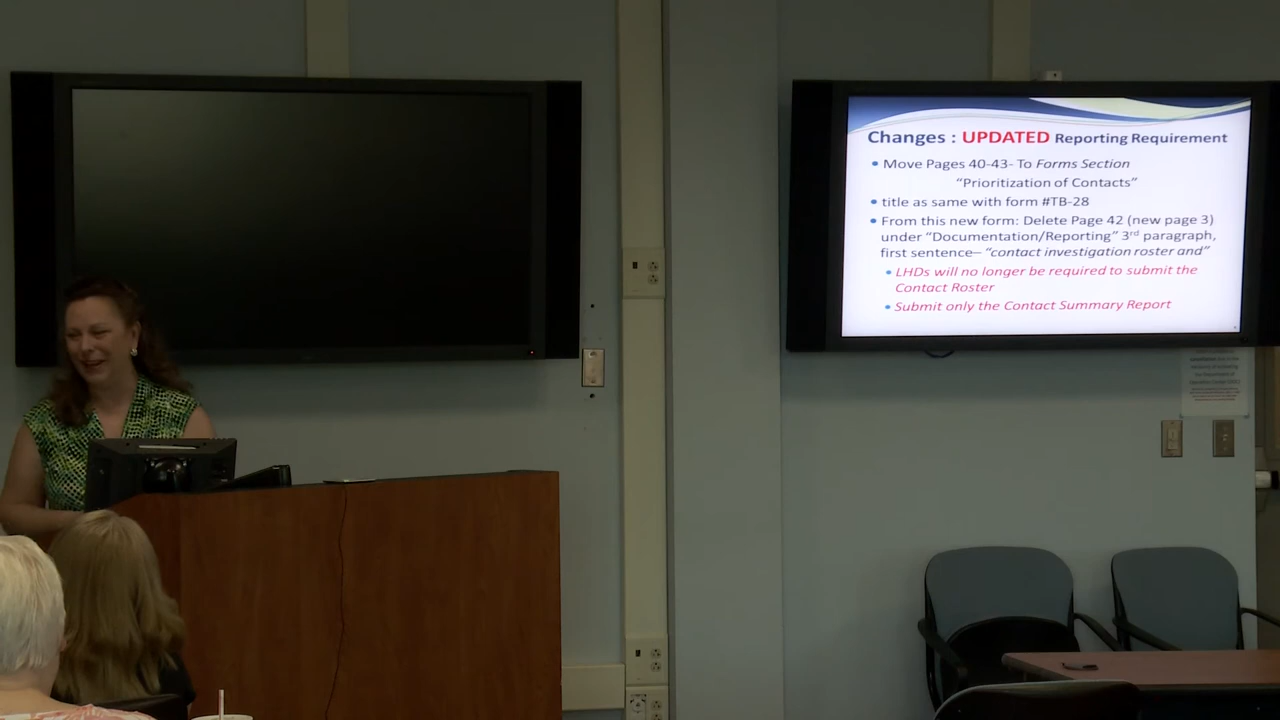 Changes : UPDATED Reporting Requirement
• Move Pages 40-43- To Forms Section
“Prioritization of Contacts”
• title as same with form #TB-28
• From this new form: Delete Page 42 (new page 3)
under “Documentation/Reporting” 3rd paragraph,
first sentence– “contact investigation roster and”
• LHDs will no longer be required to submit the
Contact Roster
• Submit only the Contact Summary Report